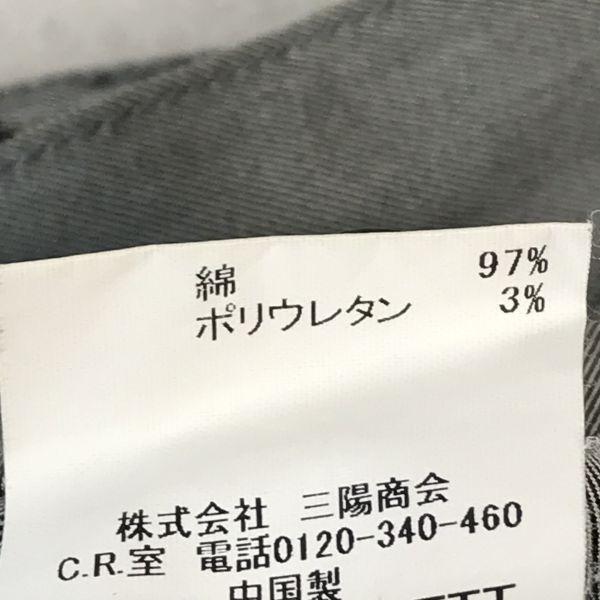 綿 97%
ポリウレタン 3%
株式会社 三陽商会
C.R.室 電話0120-340-460
中国製